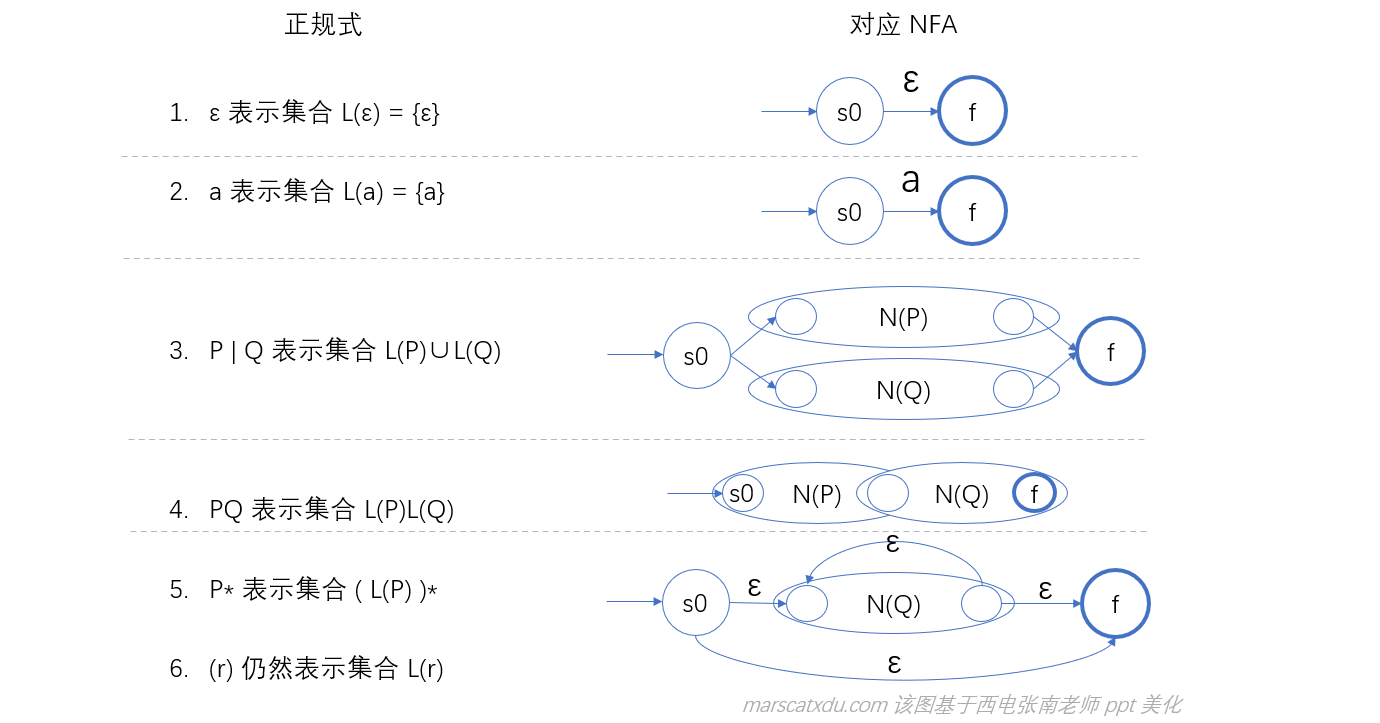 正规式 对应 NFA
ε
1. ε 表示集合 L(ε) = {ε} s0 f
a
2. a 表示集合 L(a) = {a} s0 f
N(P)
3. P | Q 表示集合 L(P)∪L(Q) s0 f
N(Q)
s0 N(P) N(Q) f
4. PQ 表示集合 L(P)L(Q)
ε
5. P* 表示集合 ( L(P) )* s0 ε N(Q) ε f
6. (r) 仍然表示集合 L(r) ε
marscatxdu.com 该图基于西电张南老师 ppt 美化